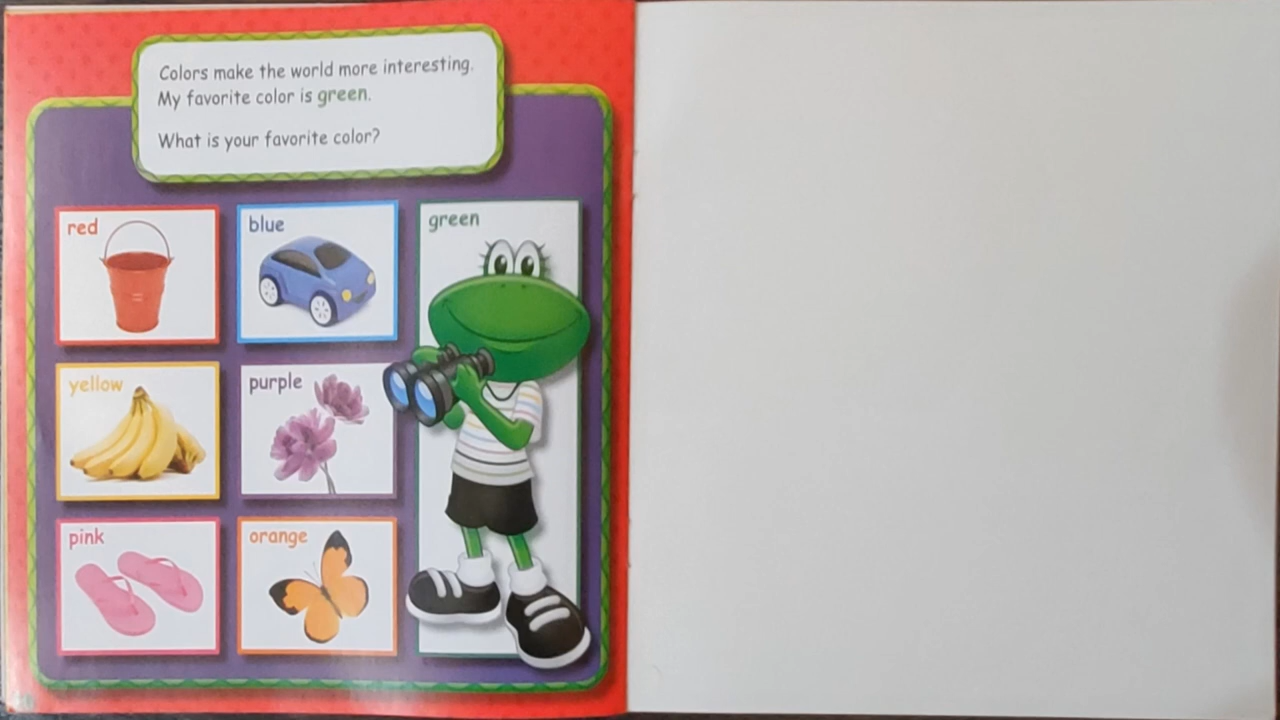 Colors make the world more interesting.
My favorite color is green.
What is your favorite color?
red
blue
green
yellow
purple
pink
orange